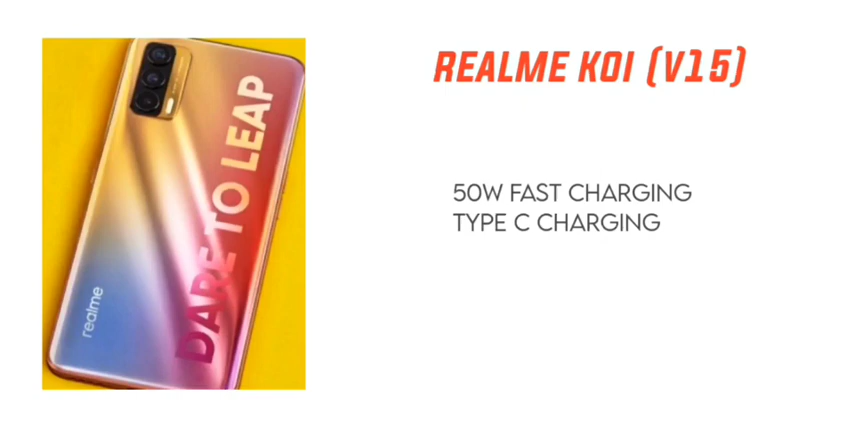 REALME KOI (V15)
50W FAST CHARGING
TYPE C CHARGING
DARE TO LEAP
realme